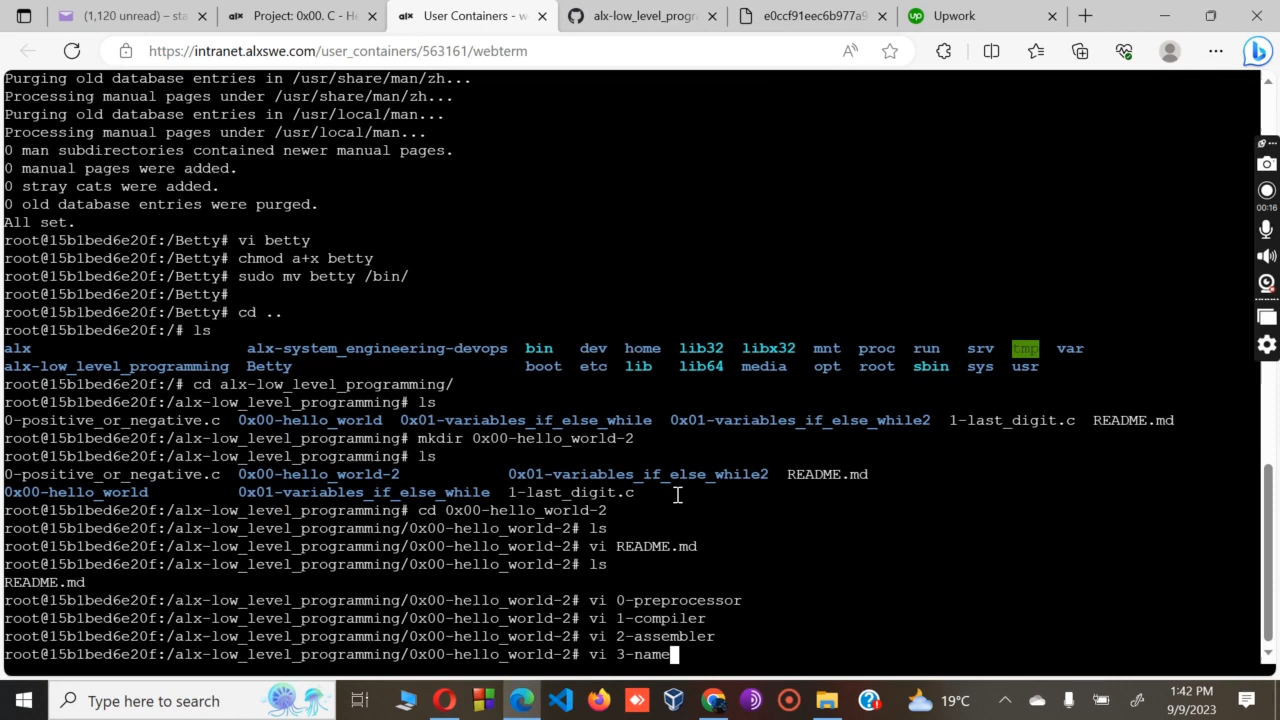 (1,120 unread) – sta
Project: 0x00. C - He
User Containers - w
alx-low_level_progra
e0ccf91eec6b977a9
Upwork
https://intranet.alxswe.com/user_containers/563161/webterm
Purging old database entries in /usr/share/man/zh...
Processing manual pages under /usr/share/man/zh...
Purging old database entries in /usr/local/man...
Processing manual pages under /usr/local/man...
0 man subdirectories contained newer manual pages.
0 manual pages were added.
0 stray cats were added.
0 old database entries were purged.
All set.
root@15b1bed6e20f:/Betty# vi betty
root@15b1bed6e20f:/Betty# chmod a+x betty
root@15b1bed6e20f:/Betty# sudo mv betty /bin/
root@15b1bed6e20f:/Betty#
root@15b1bed6e20f:/Betty# cd ..
root@15b1bed6e20f:/# ls
alx alx-system_engineering-devops bin dev home lib32 libx32 mnt proc run srv tmp var
alx-low_level_programming Betty boot etc lib lib64 media opt root sbin sys usr
root@15b1bed6e20f:/# cd alx-low_level_programming/
root@15b1bed6e20f:/alx-low_level_programming# ls
0-positive_or_negative.c 0x00-hello_world 0x01-variables_if_else_while 0x01-variables_if_else_while2 1-last_digit.c README.md
root@15b1bed6e20f:/alx-low_level_programming# mkdir 0x00-hello_world-2
root@15b1bed6e20f:/alx-low_level_programming# ls
0-positive_or_negative.c 0x00-hello_world-2 0x01-variables_if_else_while2 README.md
0x00-hello_world 0x01-variables_if_else_while 1-last_digit.c
root@15b1bed6e20f:/alx-low_level_programming# cd 0x00-hello_world-2
root@15b1bed6e20f:/alx-low_level_programming/0x00-hello_world-2# ls
root@15b1bed6e20f:/alx-low_level_programming/0x00-hello_world-2# vi README.md
root@15b1bed6e20f:/alx-low_level_programming/0x00-hello_world-2# ls
README.md
root@15b1bed6e20f:/alx-low_level_programming/0x00-hello_world-2# vi 0-preprocessor
root@15b1bed6e20f:/alx-low_level_programming/0x00-hello_world-2# vi 1-compiler
root@15b1bed6e20f:/alx-low_level_programming/0x00-hello_world-2# vi 2-assembler
root@15b1bed6e20f:/alx-low_level_programming/0x00-hello_world-2# vi 3-name
00:16
Type here to search
19°C
1:42 PM
9/9/2023